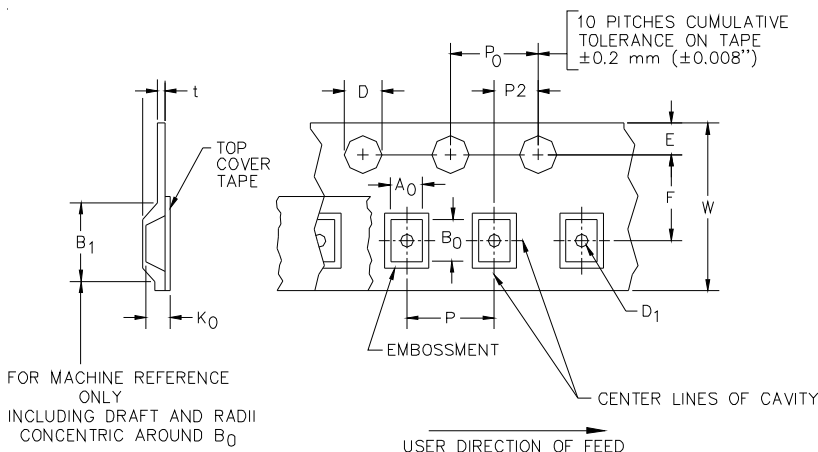 10 PITCHES CUMULATIVE
TOLERANCE ON TAPE
±0.2 mm (±0.008")
P0
P2
D
t
E
TOP
COVER
TAPE
A0
F
W
B1
B0
K0
P
D1
EMBOSSMENT
FOR MACHINE REFERENCE
ONLY
INCLUDING DRAFT AND RADII
CONCENTRIC AROUND B0
CENTER LINES OF CAVITY
USER DIRECTION OF FEED